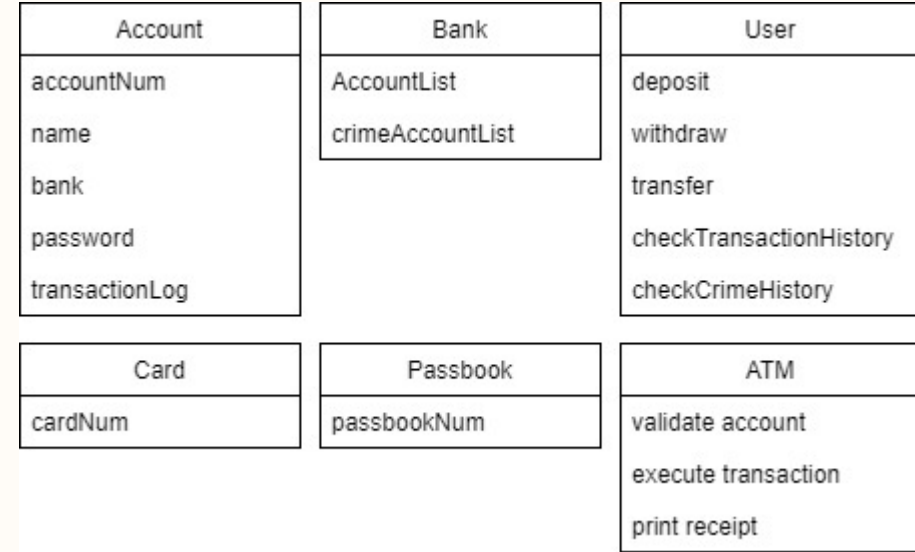 Account
accountNum
name
bank
password
transactionLog
Bank
AccountList
crimeAccountList
User
deposit
withdraw
transfer
checkTransactionHistory
checkCrimeHistory
Card
cardNum
Passbook
passbookNum
ATM
validate account
execute transaction
print receipt